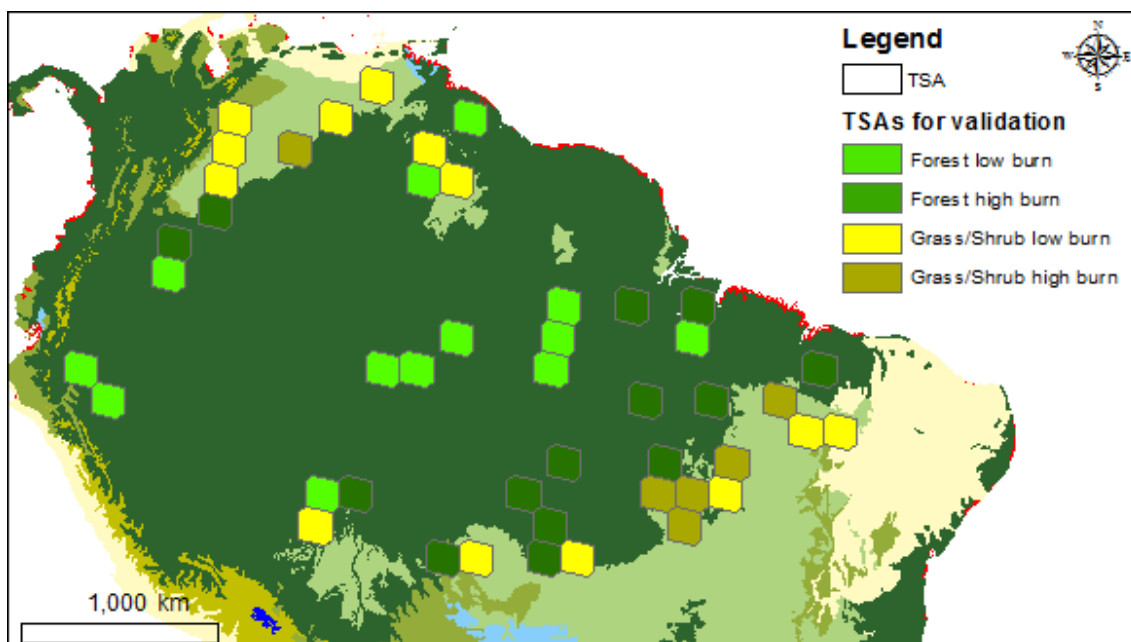 Legend
TSA
TSAs for validation
Forest low burn
Forest high burn
Grass/Shrub low burn
Grass/Shrub high burn
N
W E
S
1,000 km